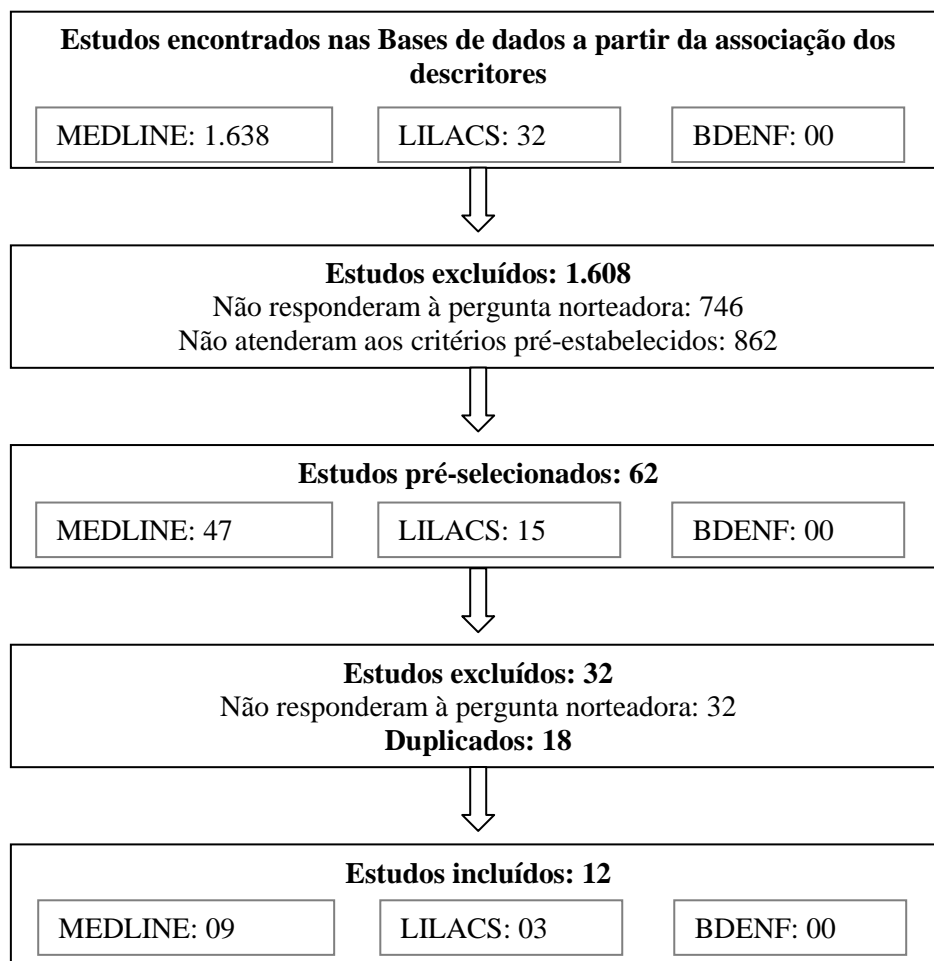 Estudos encontrados nas Bases de dados a partir da associação dos
descritores
MEDLINE: 1.638 LILACS: 32 BDENF: 00
Estudos excluídos: 1.608
Não responderam à pergunta norteadora: 746
Não atenderam aos critérios pré-estabelecidos: 862
Estudos pré-selecionados: 62
MEDLINE: 47 LILACS: 15 BDENF: 00
Estudos excluídos: 32
Não responderam à pergunta norteadora: 32
Duplicados: 18
Estudos incluídos: 12
MEDLINE: 09 LILACS: 03 BDENF: 00